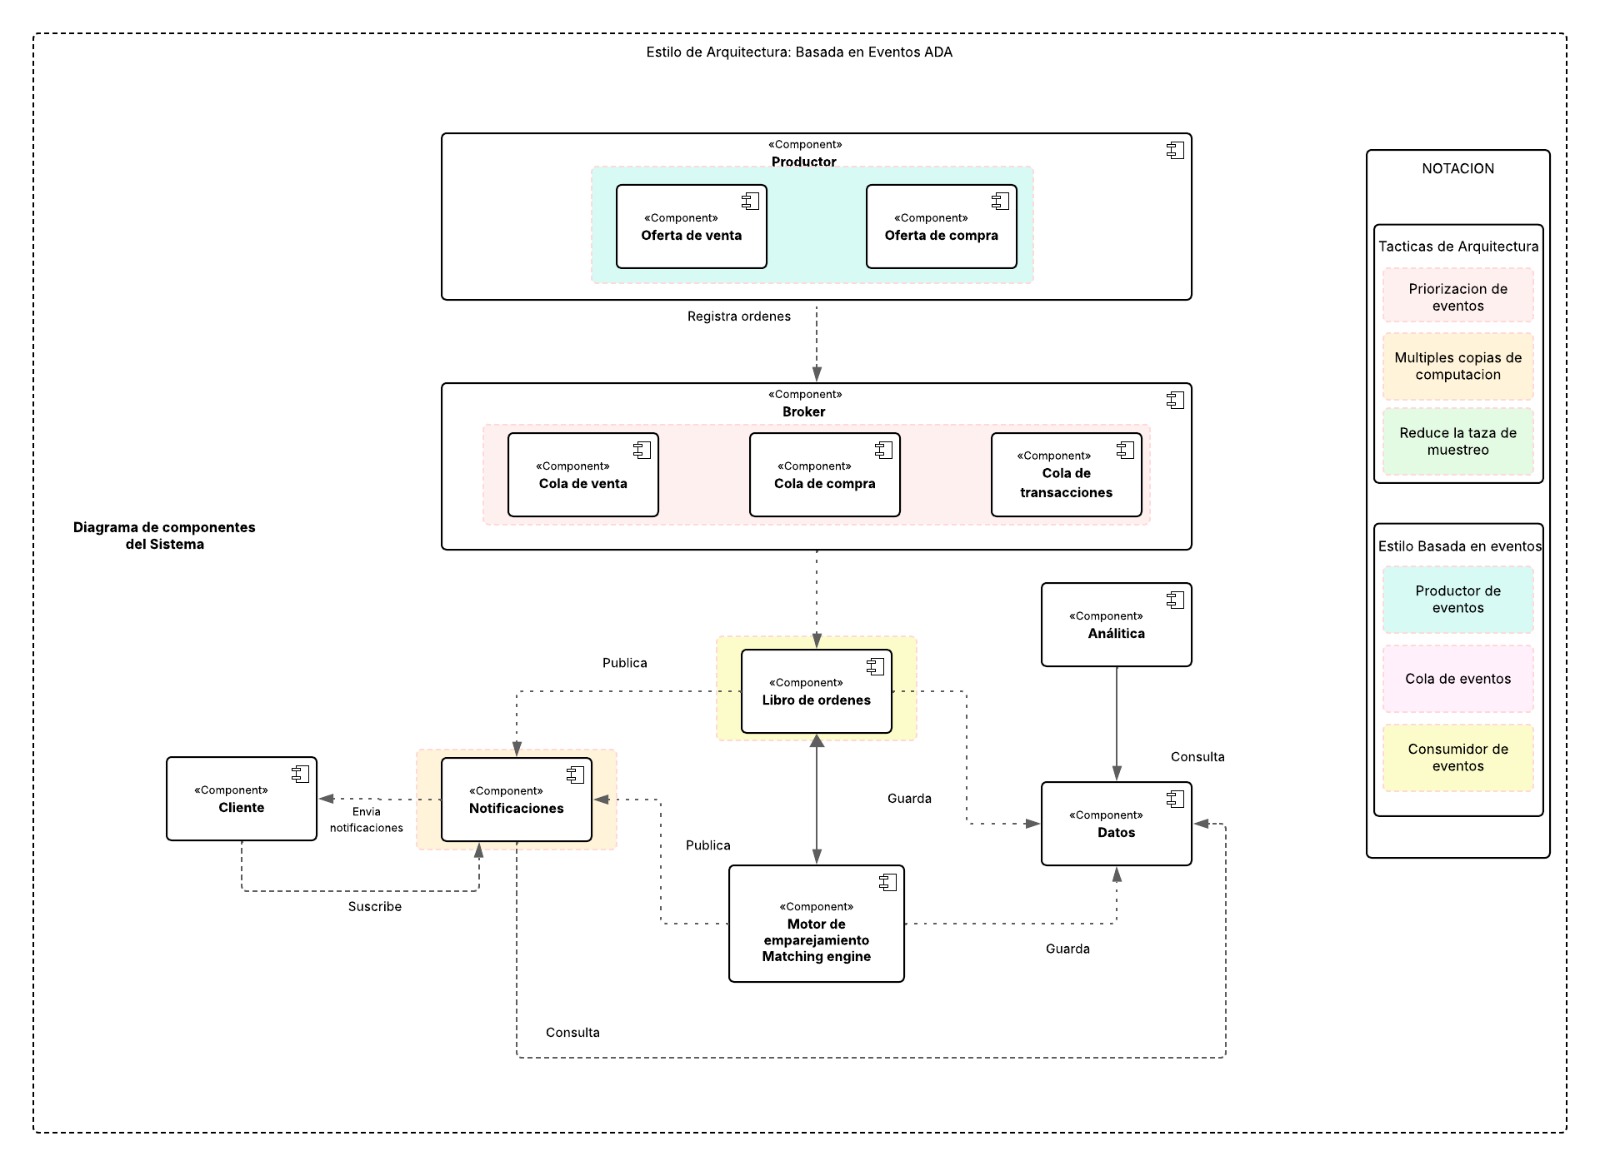 Estilo de Arquitectura: Basada en Eventos ADA
«Component»
Productor
«Component»
Oferta de venta
«Component»
Oferta de compra
Registra ordenes
«Component»
Broker
«Component»
Cola de venta
«Component»
Cola de compra
«Component»
Cola de
transacciones
Diagrama de componentes
del Sistema
«Component»
Análitica
«Component»
Libro de ordenes
Publica
Consulta
«Component»
Cliente
Envia
notificaciones
«Component»
Notificaciones
Guarda
«Component»
Datos
Publica
Suscribe
«Component»
Motor de
emparejamiento
Matching engine
Guarda
Consulta
NOTACION
Tacticas de Arquitectura
Priorizacion de
eventos
Multiples copias de
computacion
Reduce la taza de
muestreo
Estilo Basada en eventos
Productor de
eventos
Cola de eventos
Consumidor de
eventos